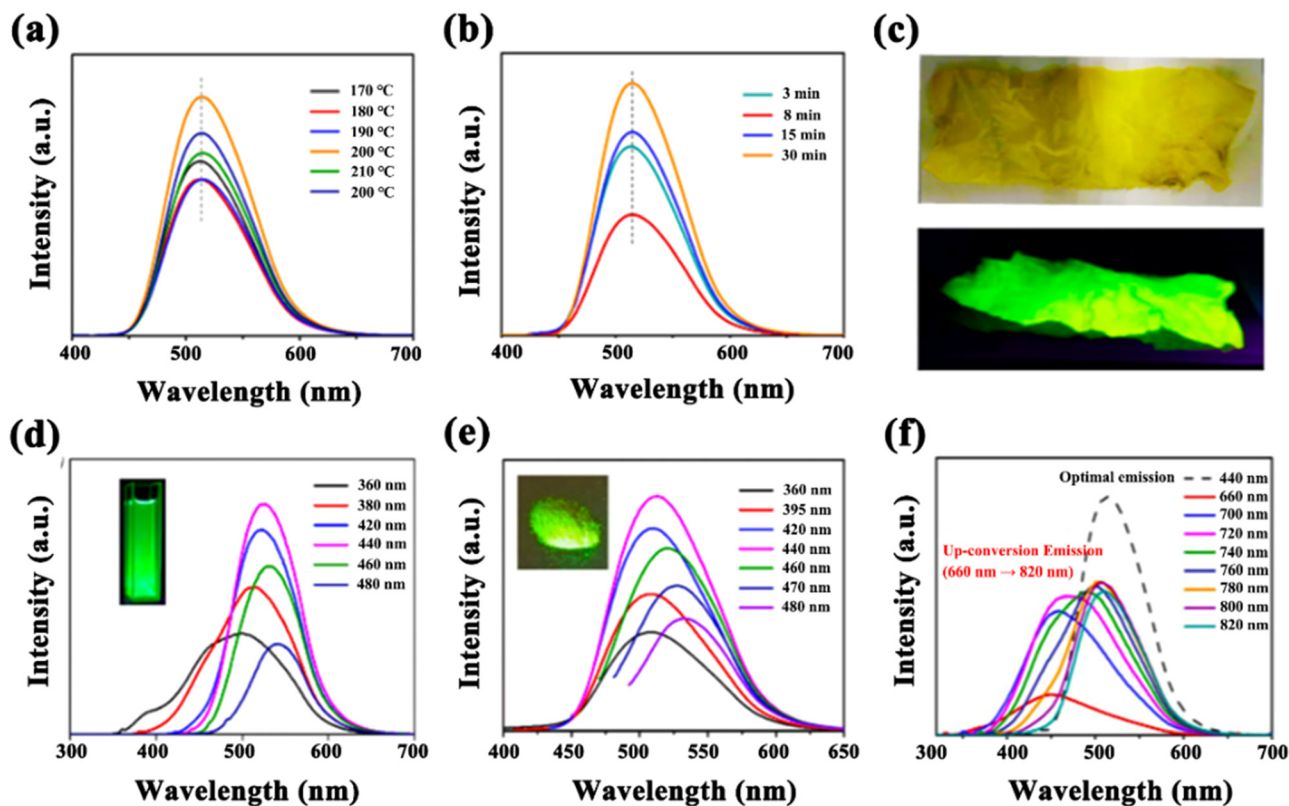 (a)
Intensity (a.u.)
170 °C
180 °C
190 °C
200 °C
210 °C
200 °C
400 500 600 700
Wavelength (nm)
(b)
Intensity (a.u.)
3 min
8 min
15 min
30 min
400 500 600 700
Wavelength (nm)
(c)
(d)
Intensity (a.u.)
360 nm
380 nm
420 nm
440 nm
460 nm
480 nm
300 400 500 600 700
Wavelength (nm)
(e)
Intensity (a.u.)
360 nm
395 nm
420 nm
440 nm
460 nm
470 nm
480 nm
400 450 500 550 600 650
Wavelength (nm)
(f)
Intensity (a.u.)
Optimal emission
440 nm
660 nm
700 nm
720 nm
740 nm
760 nm
780 nm
800 nm
820 nm
Up-conversion Emission
(660 nm → 820 nm)
300 400 500 600 700
Wavelength (nm)